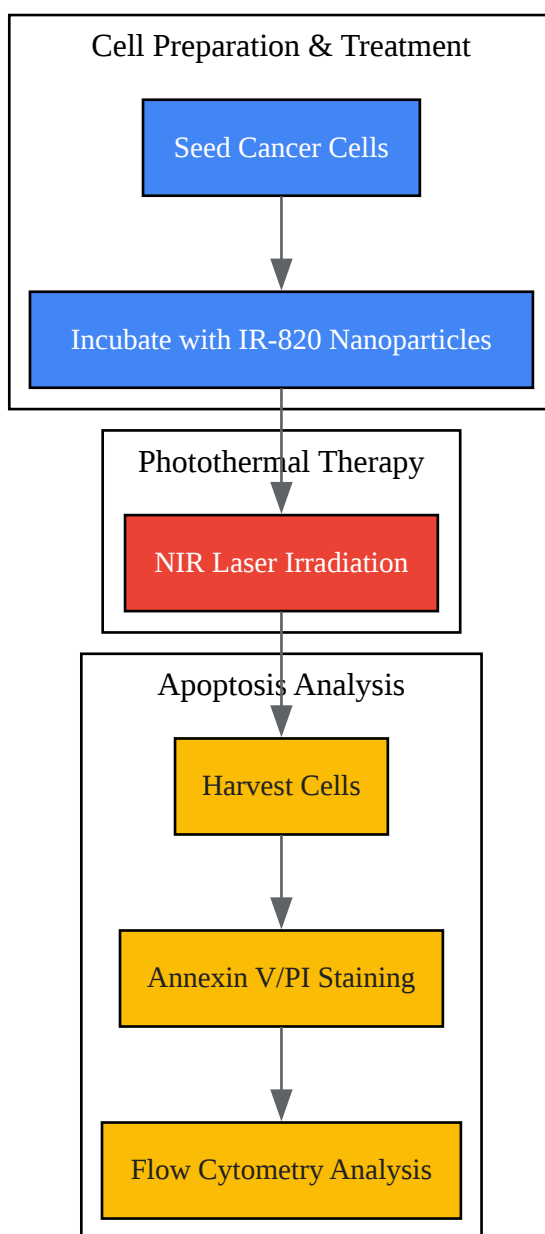 Cell Preparation & Treatment
Seed Cancer Cells
Incubate with IR-820 Nanoparticles
Photothermal Therapy
NIR Laser Irradiation
Apoptosis Analysis
Harvest Cells
Annexin V/PI Staining
Flow Cytometry Analysis